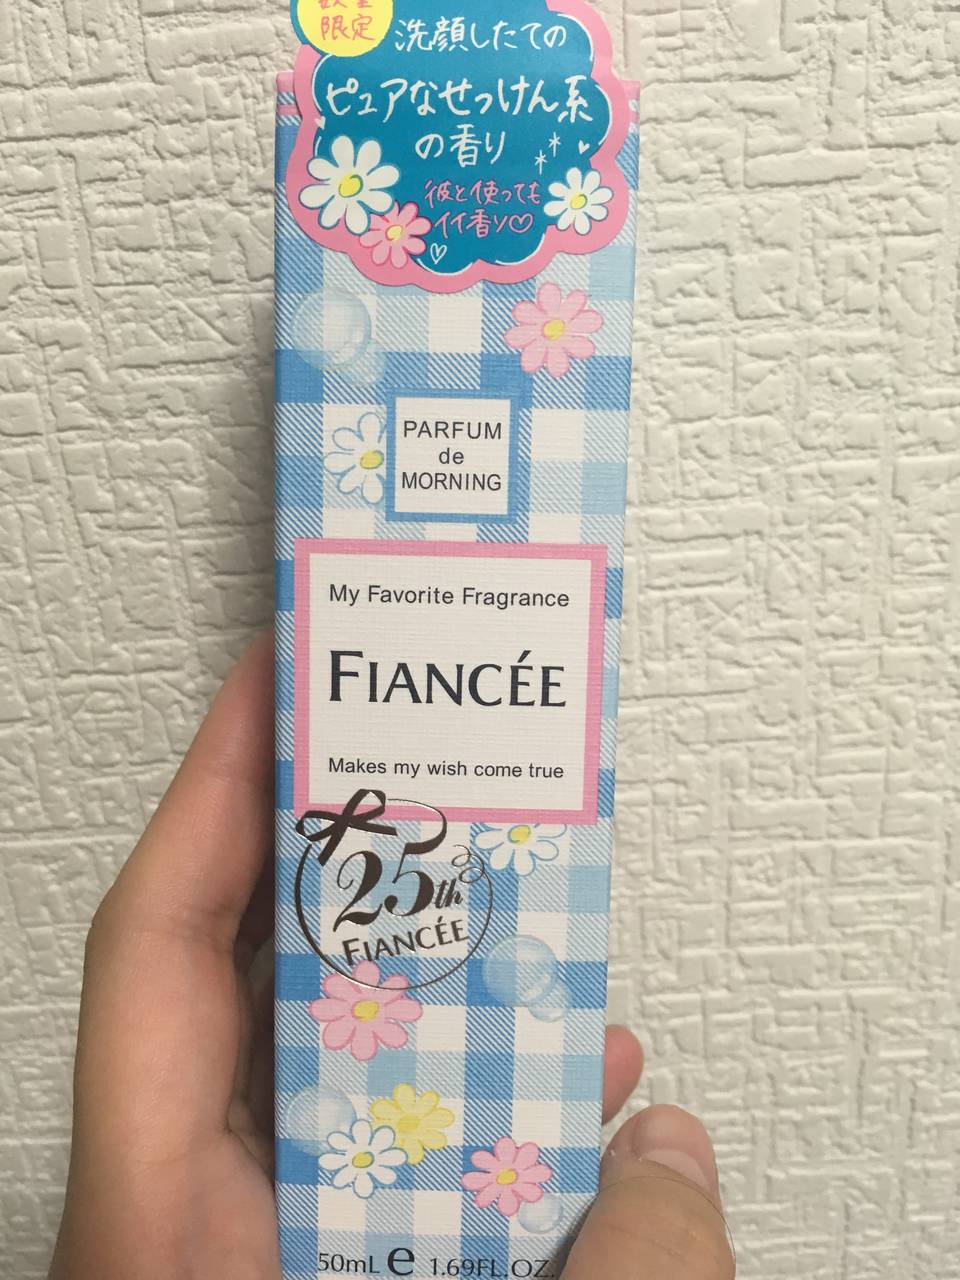 数量
限定
洗顔したての
ピュアなせっけん系
の香り
彼と使っても
イイ香り♡
PARFUM
de
MORNING
My Favorite Fragrance
FIANCÉE
Makes my wish come true
25th
FIANCÉE
50mL e 1.69FL.OZ.